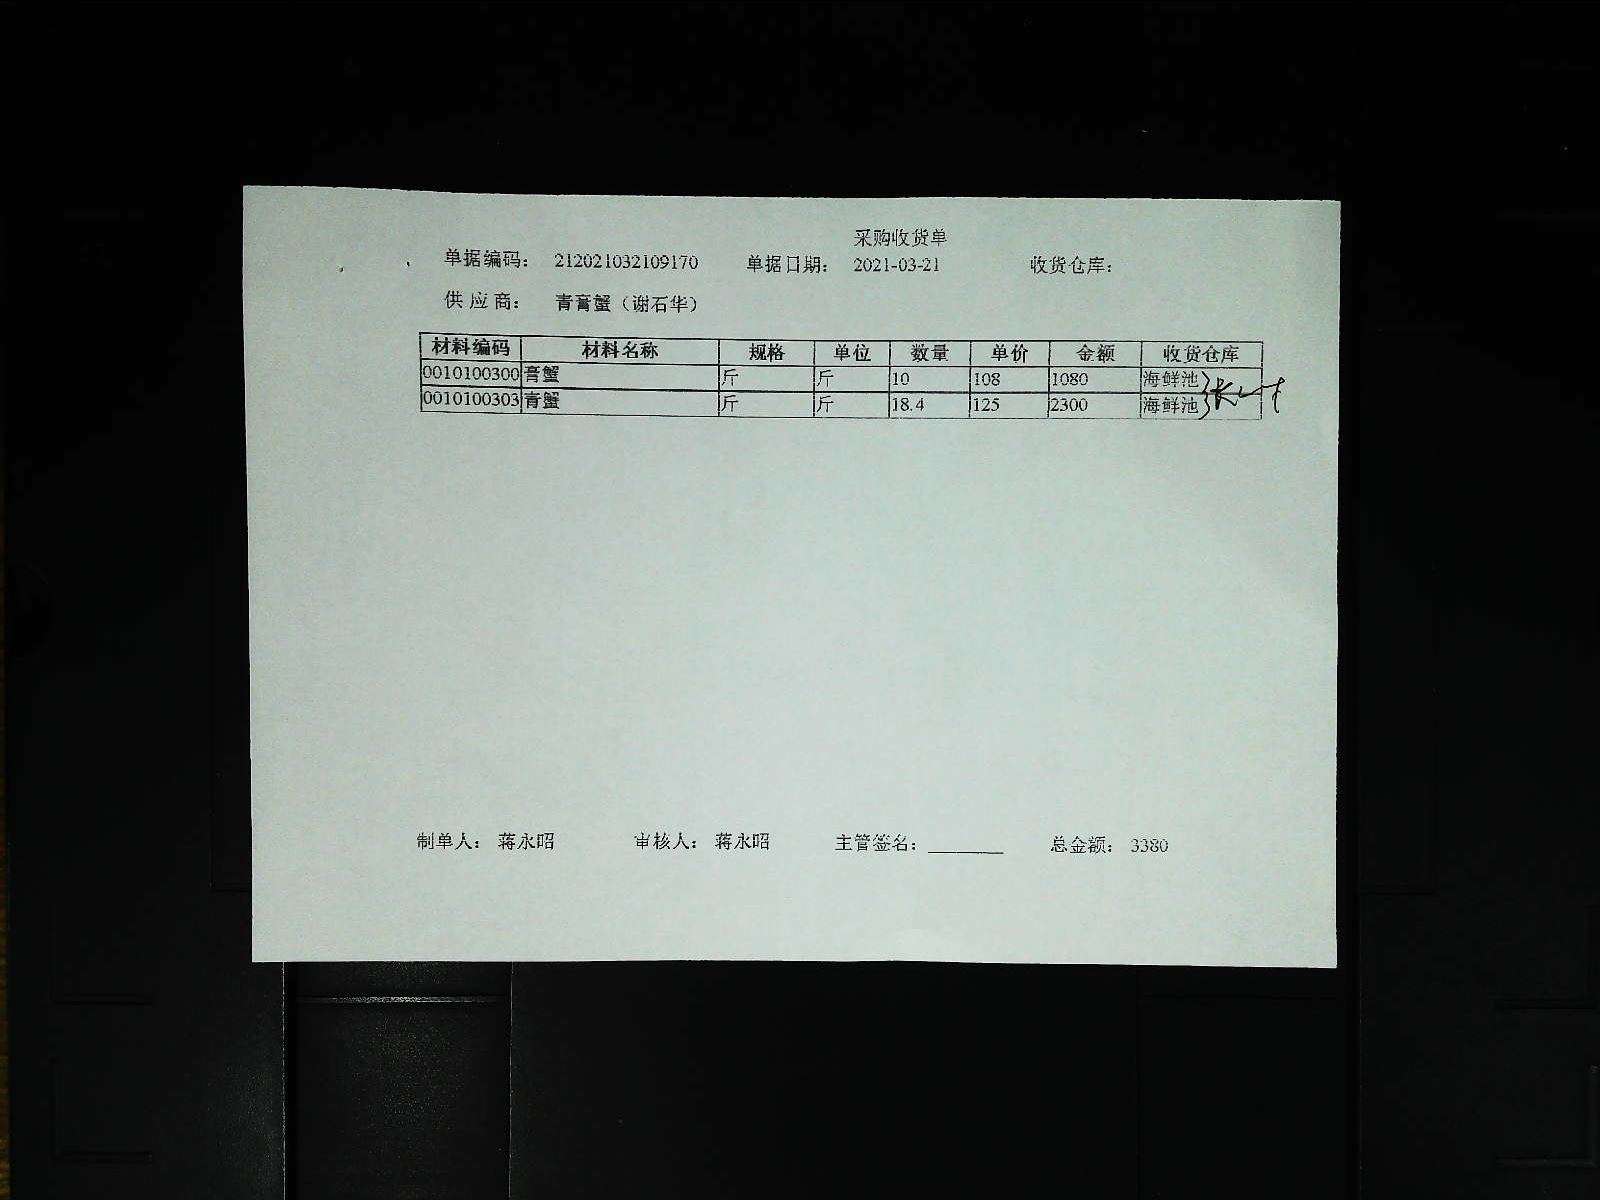 采购收货单
单据编码： 212021032109170 单据日期： 2021-03-21 收货仓库：
供 应 商： 青膏蟹（谢石华）
材料编码 材料名称 规格 单位 数量 单价 金额 收货仓库
0010100300 膏蟹 斤 斤 10 108 1080 海鲜池
0010100303 青蟹 斤 斤 18.4 125 2300 海鲜池
制单人： 蒋永昭 审核人： 蒋永昭 主管签名： 总金额： 3380